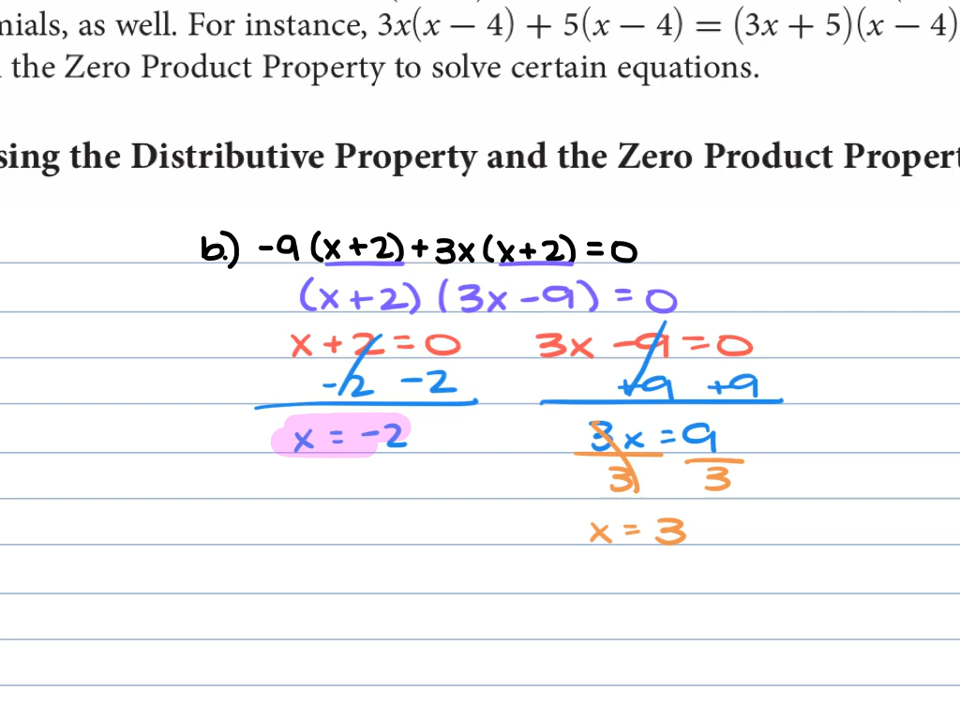 mials, as well. For instance, 3x(x − 4) + 5(x − 4) = (3x + 5)(x − 4)
the Zero Product Property to solve certain equations.
sing the Distributive Property and the Zero Product Propert
b.) -9(x+2)+3x(x+2)=0
(x+2)(3x-9)=0
x+2=0 3x-9=0
-2 -2 +9 +9
x=-2 3x=9
3 3
x=3